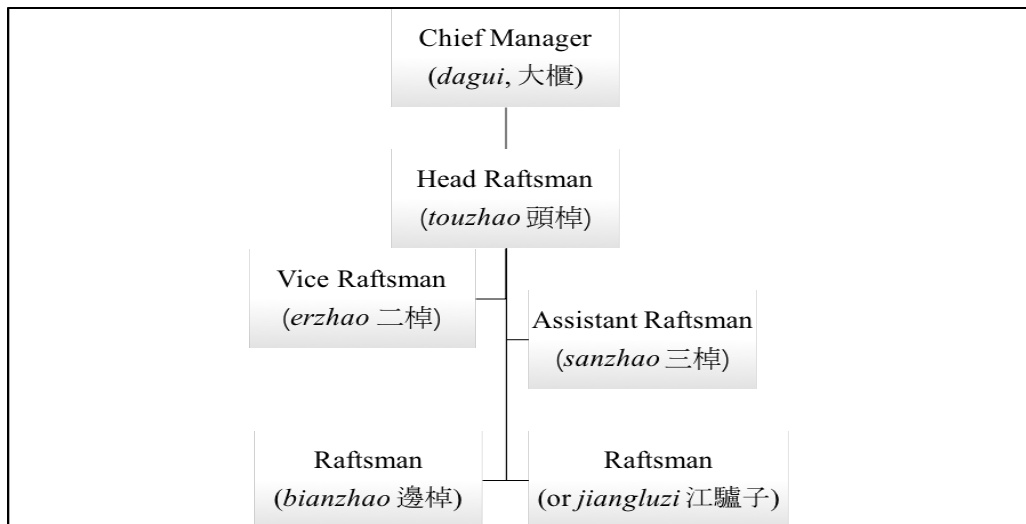 Chief Manager
(dagui, 大櫃)
Head Raftsman
(touzhao 頭棹)
Vice Raftsman
(erzhao 二棹)
Assistant Raftsman
(sanzhao 三棹)
Raftsman
(bianzhao 邊棹)
Raftsman
(or jiangluzi 江驢子)